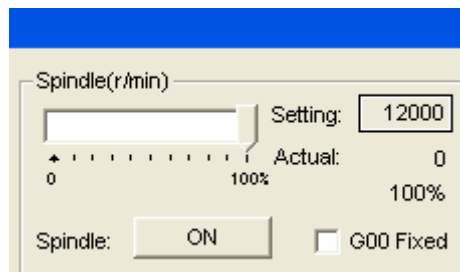 Spindle(r/min)
Setting: 12000
Actual: 0
0 100%
100%
Spindle: ON G00 Fixed